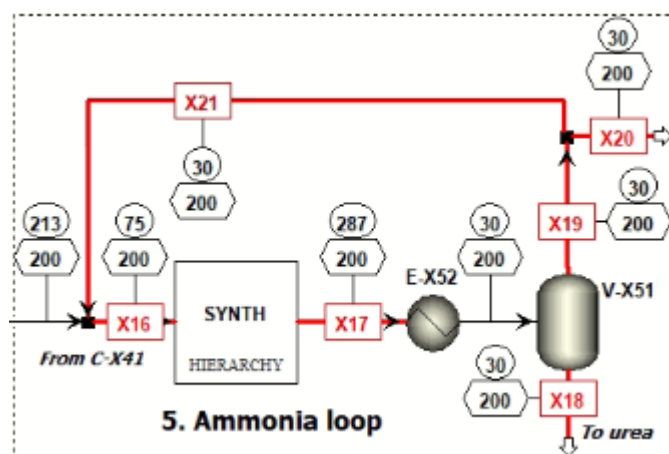 30
200
X21
X20
30
200
213
200
75
200
287
200
30
200
30
200
X19
E-X52
V-X51
X16
SYNTH
HIERARCHY
X17
From C-X41
30
200
X18
5. Ammonia loop
To urea